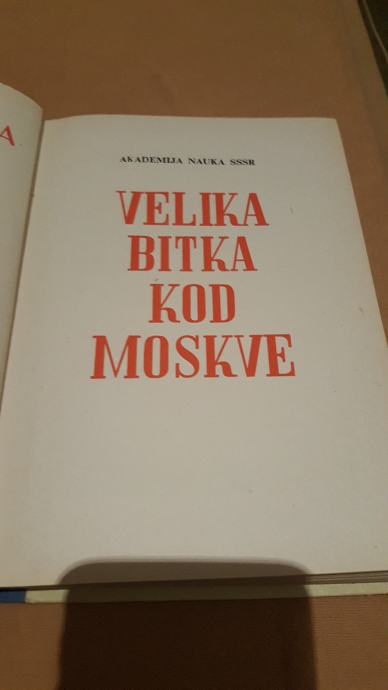 A
AKADEMIJA NAUKA SSSR
VELIKA
BITKA
KOD
MOSKVE